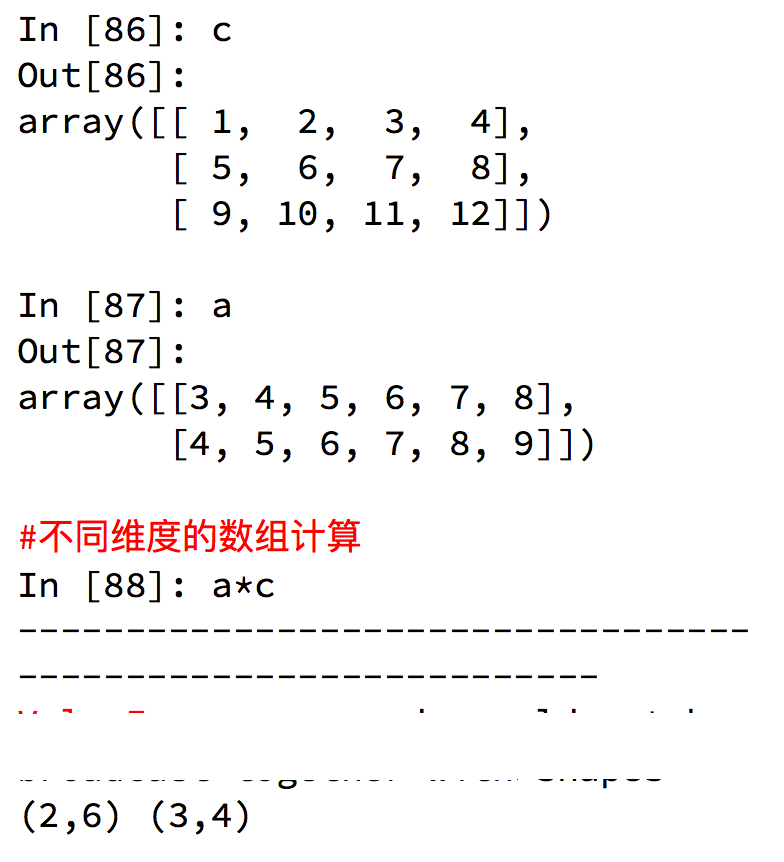 In [86]: c
Out[86]:
array([[ 1,  2,  3,  4],
       [ 5,  6,  7,  8],
       [ 9, 10, 11, 12]])
In [87]: a
Out[87]:
array([[3, 4, 5, 6, 7, 8],
       [4, 5, 6, 7, 8, 9]])
#不同维度的数组计算
In [88]: a*c
----------------------------------
---------------------------
(2,6) (3,4)